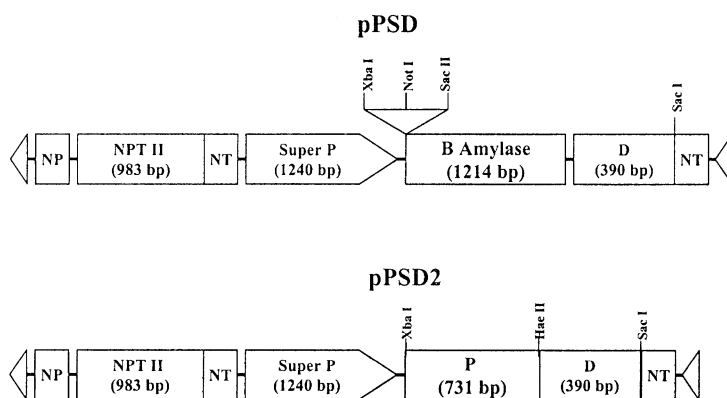 pPSD
Xba I
Not I
Sac II
Sac I
NP
NPT II
(983 bp)
NT
Super P
(1240 bp)
B Amylase
(1214 bp)
D
(390 bp)
NT
pPSD2
Xba I
Hae II
Sac I
NP
NPT II
(983 bp)
NT
Super P
(1240 bp)
P
(731 bp)
D
(390 bp)
NT